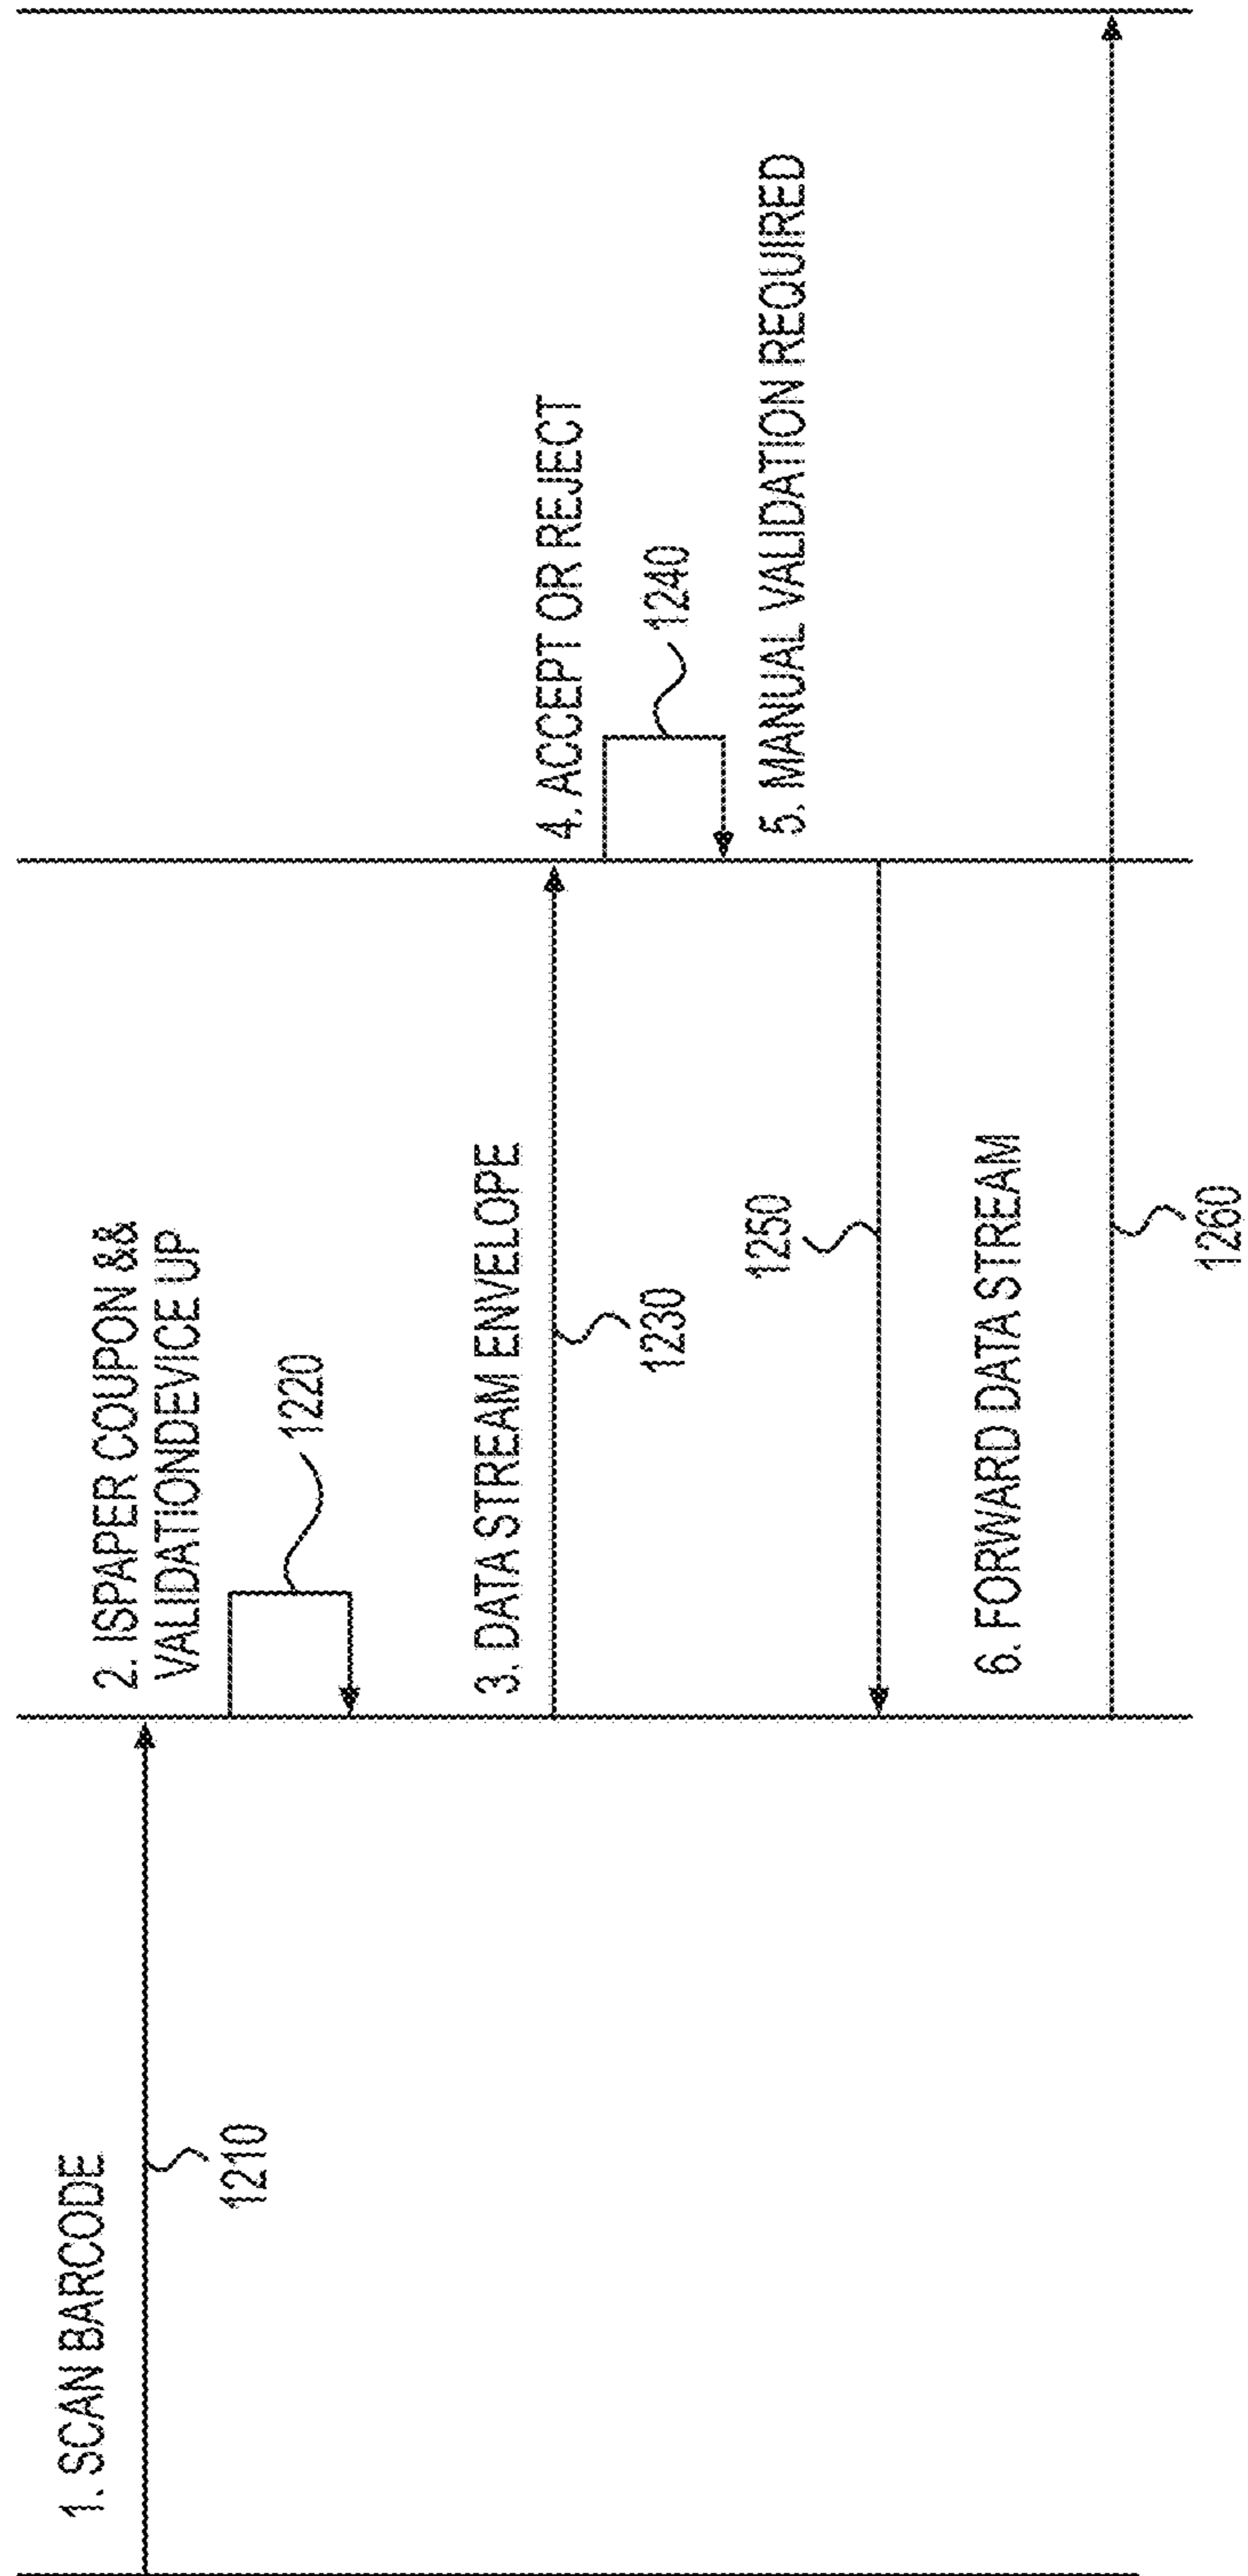 1. SCAN BARCODE
1210
2. ISPAPER COUPON &&
VALIDATIONDEVICE UP
1220
3. DATA STREAM ENVELOPE
1230
4. ACCEPT OR REJECT
1240
5. MANUAL VALIDATION REQUIRED
1250
6. FORWARD DATA STREAM
1260